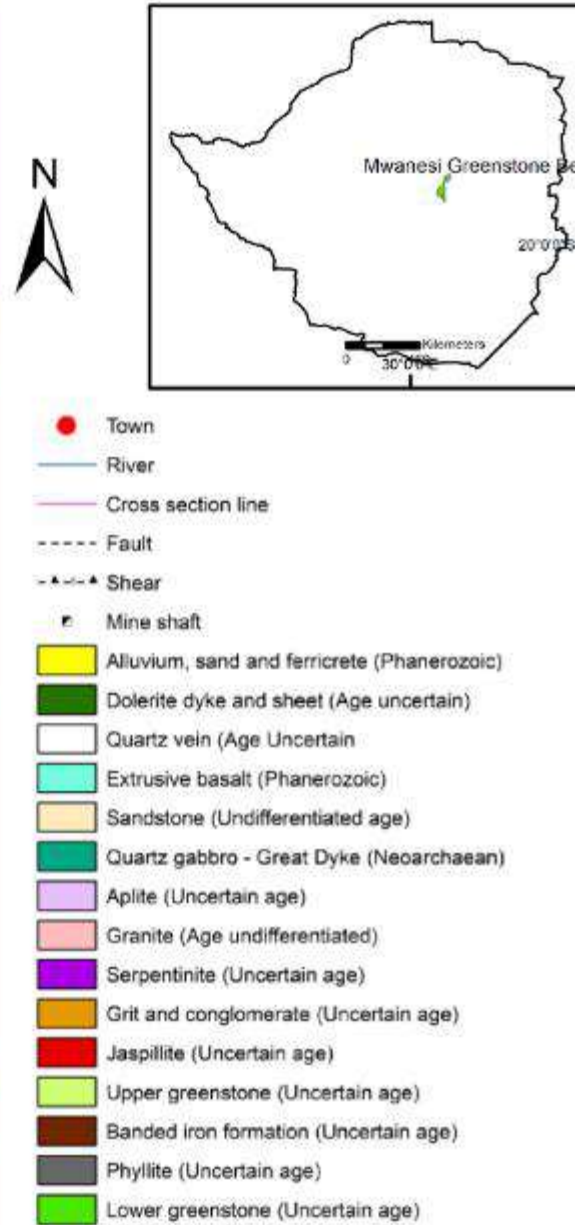 N
Mwanesi Greenstone Be
20°0'0"S
Kilometers
0
30°0'0"E
Town
River
Cross section line
Fault
Shear
Mine shaft
Alluvium, sand and ferricrete (Phanerozoic)
Dolerite dyke and sheet (Age uncertain)
Quartz vein (Age Uncertain
Extrusive basalt (Phanerozoic)
Sandstone (Undifferentiated age)
Quartz gabbro - Great Dyke (Neoarchaean)
Aplite (Uncertain age)
Granite (Age undifferentiated)
Serpentinite (Uncertain age)
Grit and conglomerate (Uncertain age)
Jaspillite (Uncertain age)
Upper greenstone (Uncertain age)
Banded iron formation (Uncertain age)
Phyllite (Uncertain age)
Lower greenstone (Uncertain age)